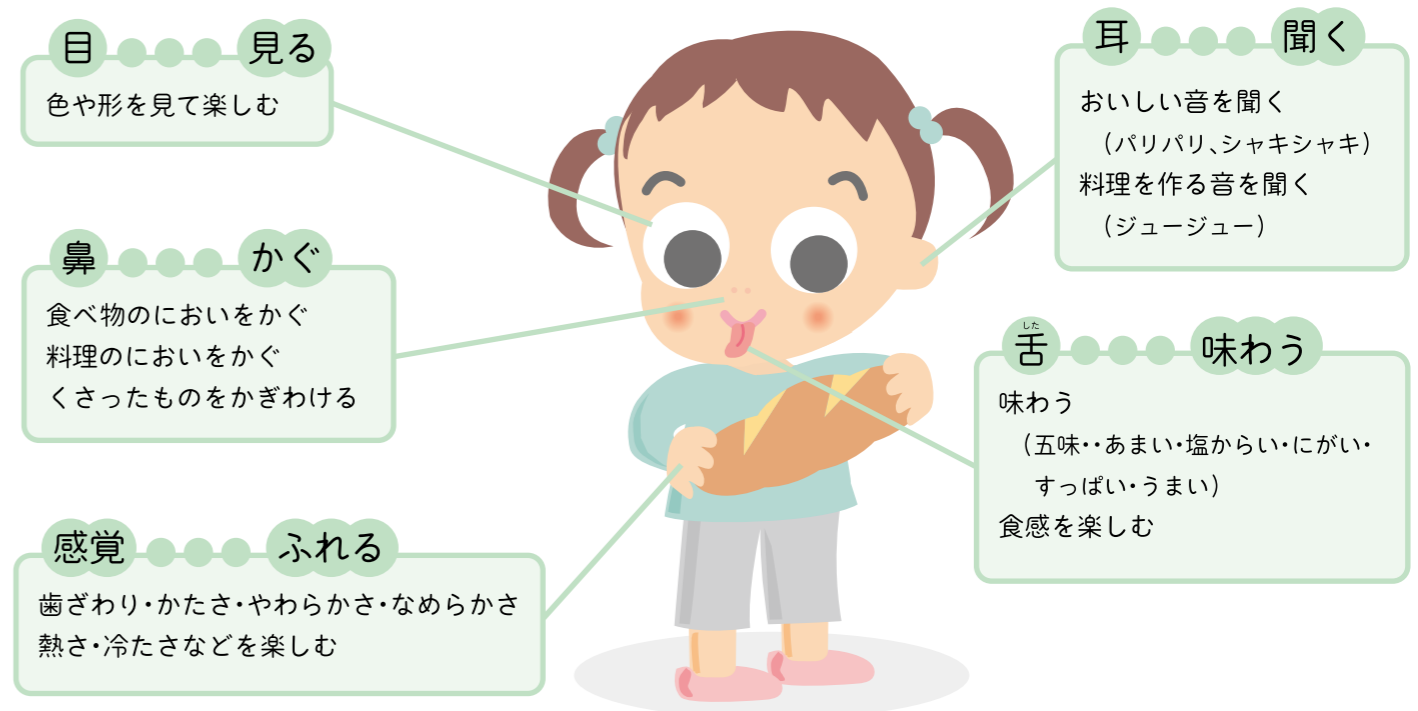 目 見る
色や形を見て楽しむ
鼻 かぐ
食べ物のにおいをかぐ
料理のにおいをかぐ
くさったものをかぎわける
感覚 ふれる
歯ざわり・かたさ・やわらかさ・なめらかさ
熱さ・冷たさなどを楽しむ
耳 聞く
おいしい音を聞く
（パリパリ、シャキシャキ）
料理を作る音を聞く
（ジュージュー）
した
舌 味わう
味わう
（五味・・あまい・塩からい・にがい・
すっぱい・うまい）
食感を楽しむ